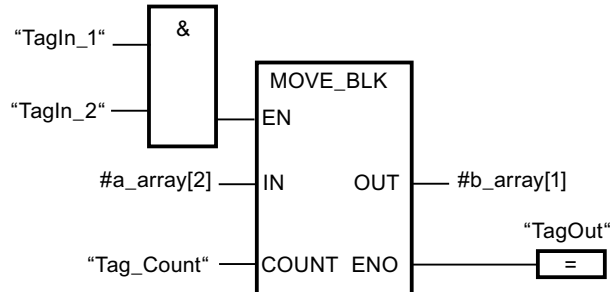 &
“TagIn_1“
“TagIn_2“
MOVE_BLK
EN
#a_array[2] IN OUT #b_array[1]
“TagOut“
“Tag_Count“ COUNT ENO =